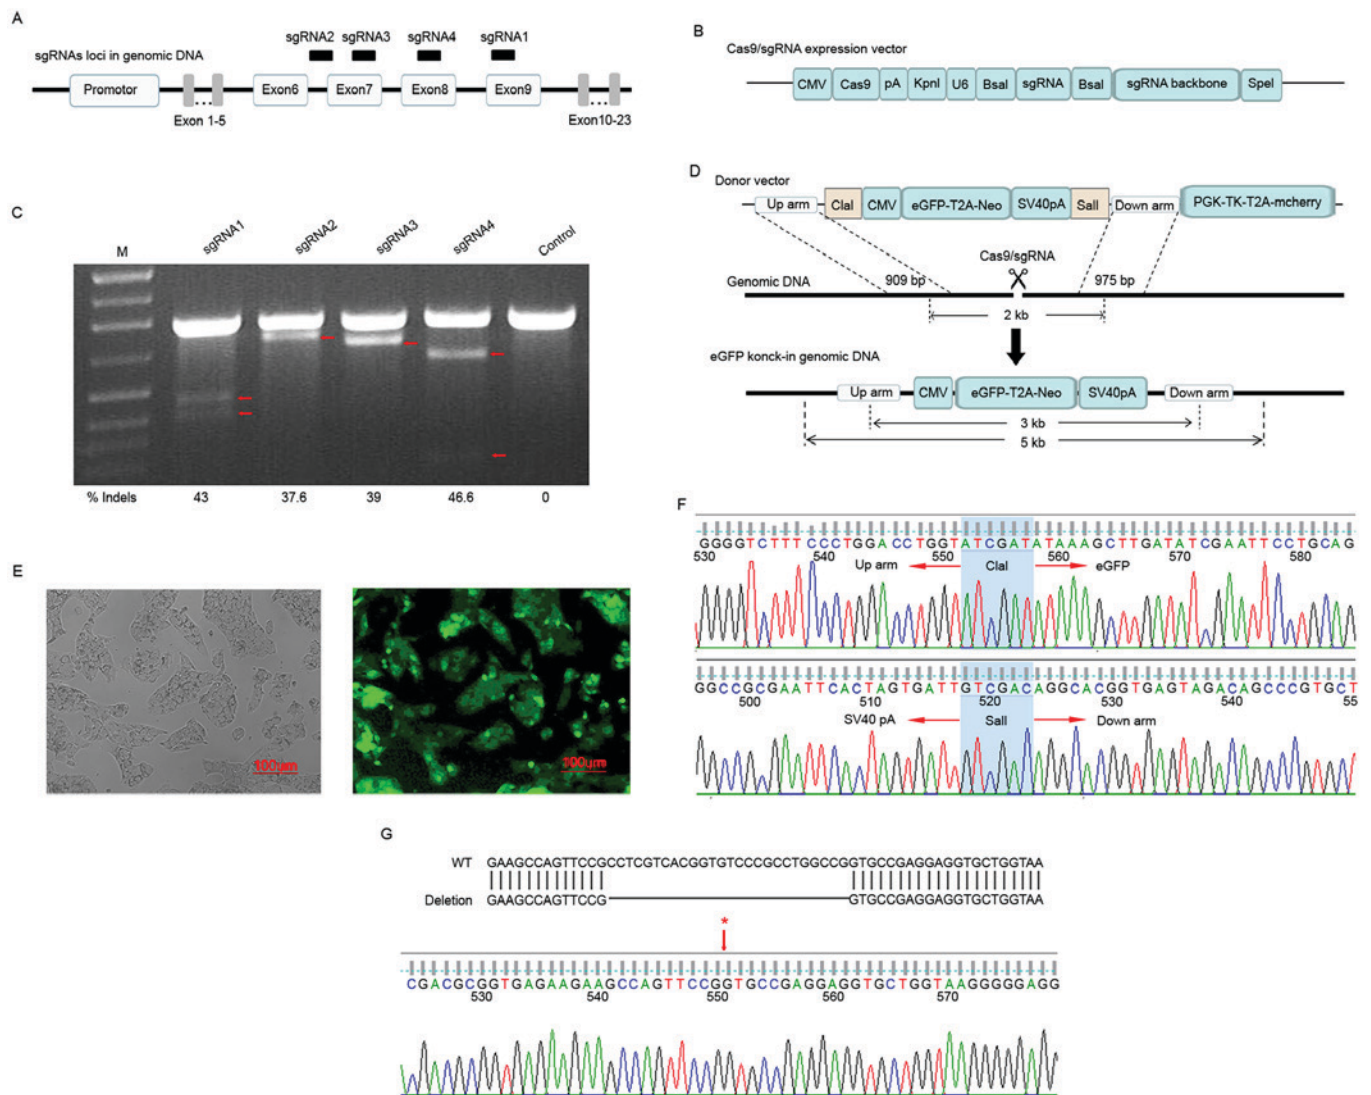 A
sgRNAs loci in genomic DNA
sgRNA2 sgRNA3 sgRNA4 sgRNA1
Promotor Exon6 Exon7 Exon8 Exon9
Exon 1-5 Exon10-23
B
Cas9/sgRNA expression vector
CMV Cas9 pA KpnI U6 BsaI sgRNA BsaI sgRNA backbone SpeI
C
M sgRNA1 sgRNA2 sgRNA3 sgRNA4 Control
% Indels 43 37.6 39 46.6 0
D
Donor vector
Up arm ClaI CMV eGFP-T2A-Neo SV40pA SalI Down arm PGK-TK-T2A-mcherry
Cas9/sgRNA
Genomic DNA 909 bp 975 bp
2 kb
eGFP konck-in genomic DNA
Up arm CMV eGFP-T2A-Neo SV40pA Down arm
3 kb
5 kb
E
100μm 100μm
F
GGGGTCTTTCCCTGGACCTGGTATCGATATAAAGCTTGATATCGAATTCCTGCAG
530 540 550 560 570 580
Up arm ClaI eGFP
GGCCGCGAATTCACTAGTGATTGTCGACAGGCACGGTGAGTAGACAGCCCGTGCT
500 510 520 530 540 55
SV40 pA SalI Down arm
G
WT GAAGCCAGTTCCGCCTCGTCACGGTGTCCCGCCTGGCCGGTGCCGAGGAGGTGCTGGTAA
Deletion GAAGCCAGTTCCG GTGCCGAGGAGGTGCTGGTAA
*
CGACGCGGTGAGAAGAAGCCAGTTCCGGTGCCGAGGAGGTGCTGGTAAGGGGGAGG
530 540 550 560 570